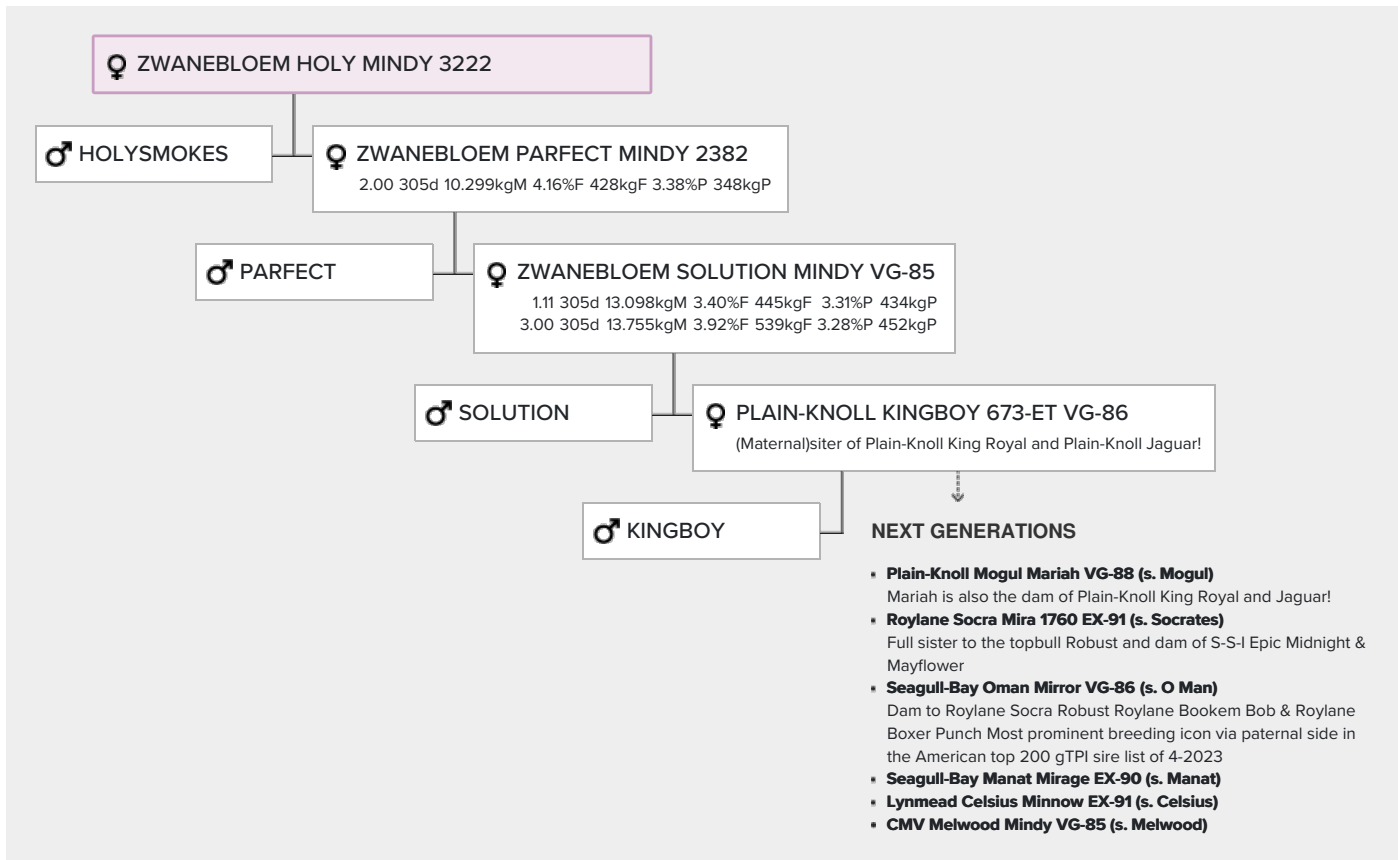 ZWANEBLOEM HOLY MINDY 3222
HOLYSMOKES
ZWANEBLOEM PARFECT MINDY 2382
2.00 305d 10.299kgM 4.16%F 428kgF 3.38%P 348kgP
PARFECT
ZWANEBLOEM SOLUTION MINDY VG-85
1.11 305d 13.098kgM 3.40%F 445kgF 3.31%P 434kgP
3.00 305d 13.755kgM 3.92%F 539kgF 3.28%P 452kgP
SOLUTION
PLAIN-KNOLL KINGBOY 673-ET VG-86
(Maternal)siter of Plain-Knoll King Royal and Plain-Knoll Jaguar!
KINGBOY
NEXT GENERATIONS
▪ Plain-Knoll Mogul Mariah VG-88 (s. Mogul)
Mariah is also the dam of Plain-Knoll King Royal and Jaguar!
▪ Roylane Socra Mira 1760 EX-91 (s. Socrates)
Full sister to the topbull Robust and dam of S-S-I Epic Midnight &
Mayflower
▪ Seagull-Bay Oman Mirror VG-86 (s. O Man)
Dam to Roylane Socra Robust Roylane Bookem Bob & Roylane
Boxer Punch Most prominent breeding icon via paternal side in
the American top 200 gTPI sire list of 4-2023
▪ Seagull-Bay Manat Mirage EX-90 (s. Manat)
▪ Lynmead Celsius Minnow EX-91 (s. Celsius)
▪ CMV Melwood Mindy VG-85 (s. Melwood)